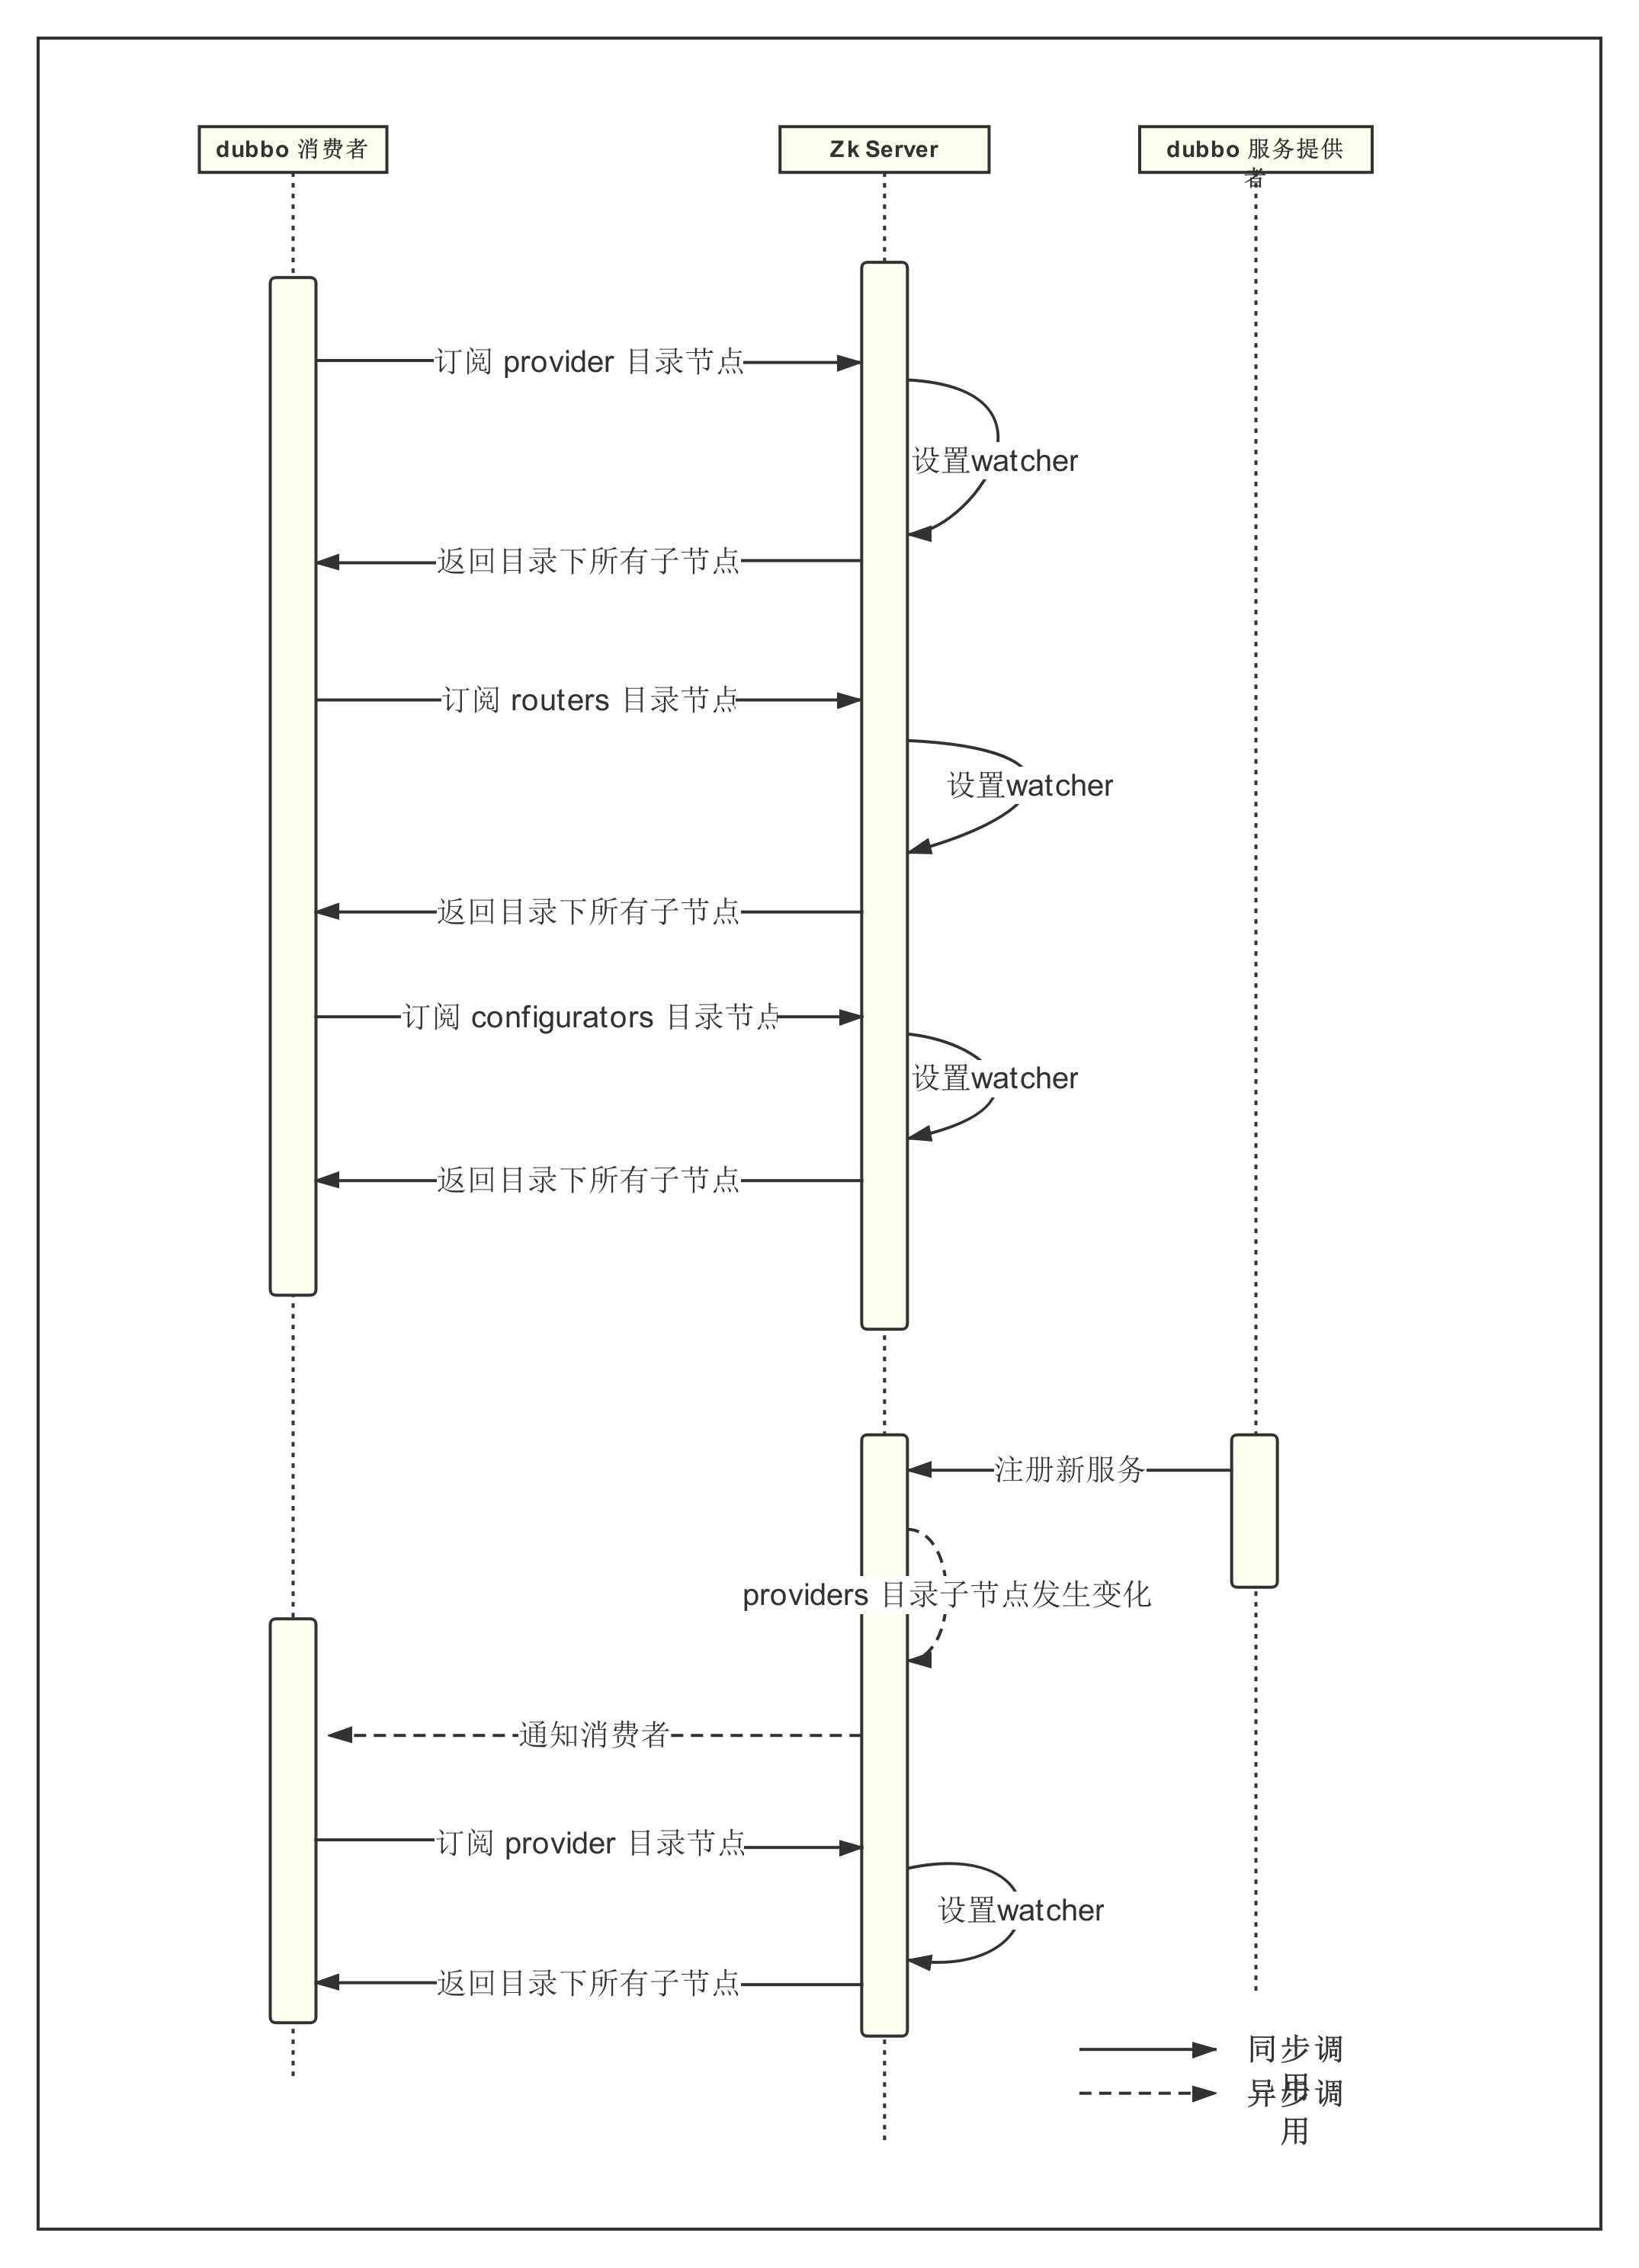 dubbo 消费者
Zk Server
dubbo 服务提供
者
订阅 provider 目录节点
设置watcher
返回目录下所有子节点
订阅 routers 目录节点
设置watcher
返回目录下所有子节点
订阅 configurators 目录节点
设置watcher
返回目录下所有子节点
注册新服务
providers 目录子节点发生变化
通知消费者
订阅 provider 目录节点
设置watcher
返回目录下所有子节点
同步调
用
异步调
用